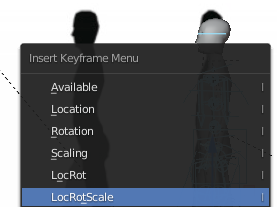 Insert Keyframe Menu
Available
Location
Rotation
Scaling
LocRot
LocRotScale